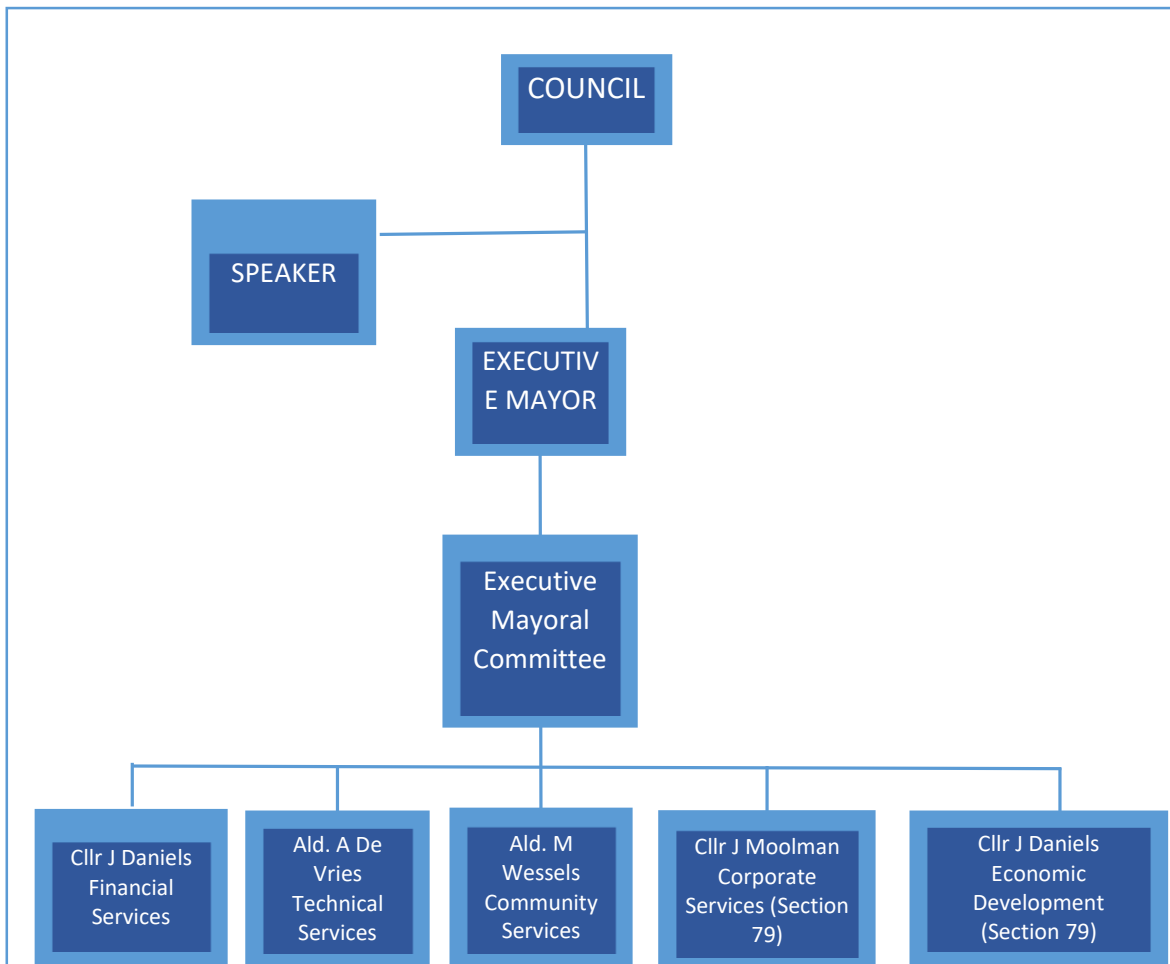 COUNCIL
SPEAKER
EXECUTIV
E MAYOR
Executive
Mayoral
Committee
Cllr J Daniels
Financial
Services
Ald. A De
Vries
Technical
Services
Ald. M
Wessels
Community
Services
Cllr J Moolman
Corporate
Services (Section
79)
Cllr J Daniels
Economic
Development
(Section 79)